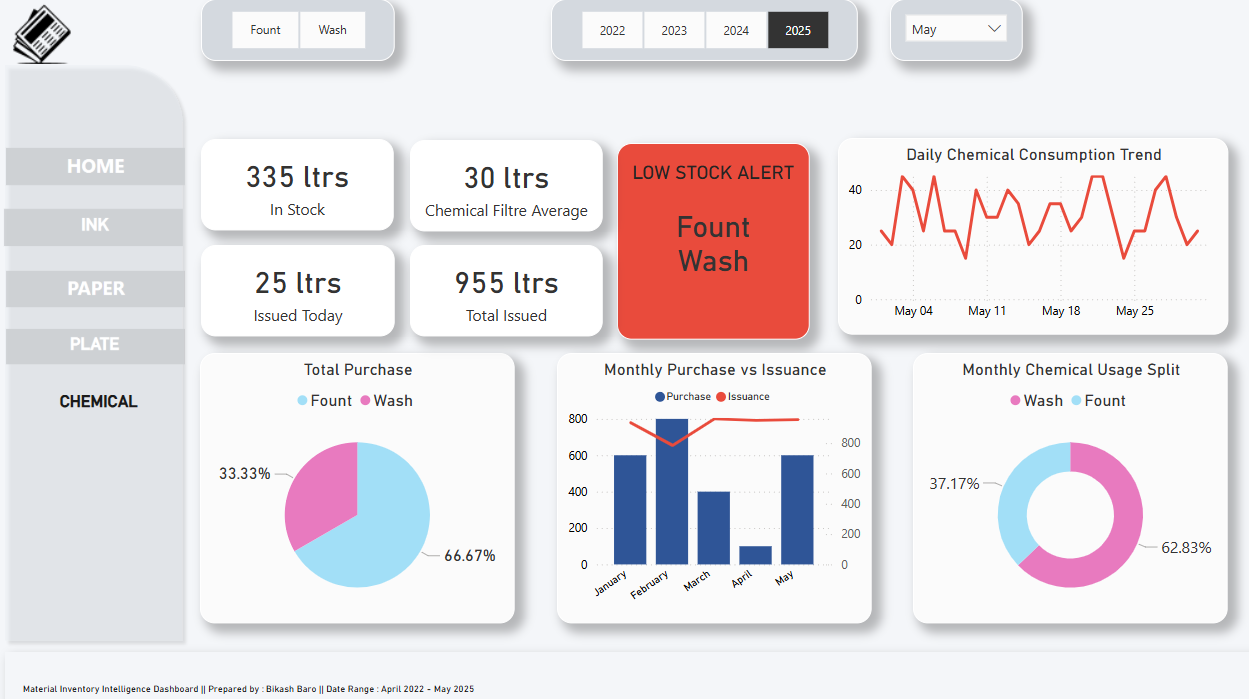 Fount Wash
2022 2023 2024 2025
May
HOME
INK
PAPER
PLATE
CHEMICAL
335 ltrs
In Stock
30 ltrs
Chemical Filtre Average
25 ltrs
Issued Today
955 ltrs
Total Issued
LOW STOCK ALERT
Fount
Wash
Daily Chemical Consumption Trend
40
20
0
May 04 May 11 May 18 May 25
Total Purchase
Fount Wash
33.33%
66.67%
Monthly Purchase vs Issuance
Purchase Issuance
800
600
400
200
0
800
600
400
200
0
January February March April May
Monthly Chemical Usage Split
Wash Fount
37.17%
62.83%
Material Inventory Intelligence Dashboard || Prepared by : Bikash Baro || Date Range : April 2022 - May 2025